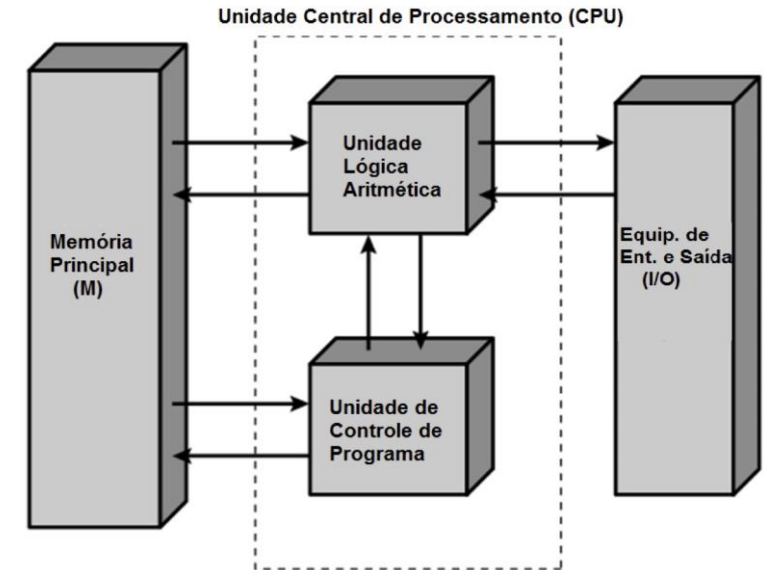 Unidade Central de Processamento (CPU)
Memória
Principal
(M)
Unidade
Lógica
Aritmética
Unidade de
Controle de
Programa
Equip. de
Ent. e Saída
(I/O)